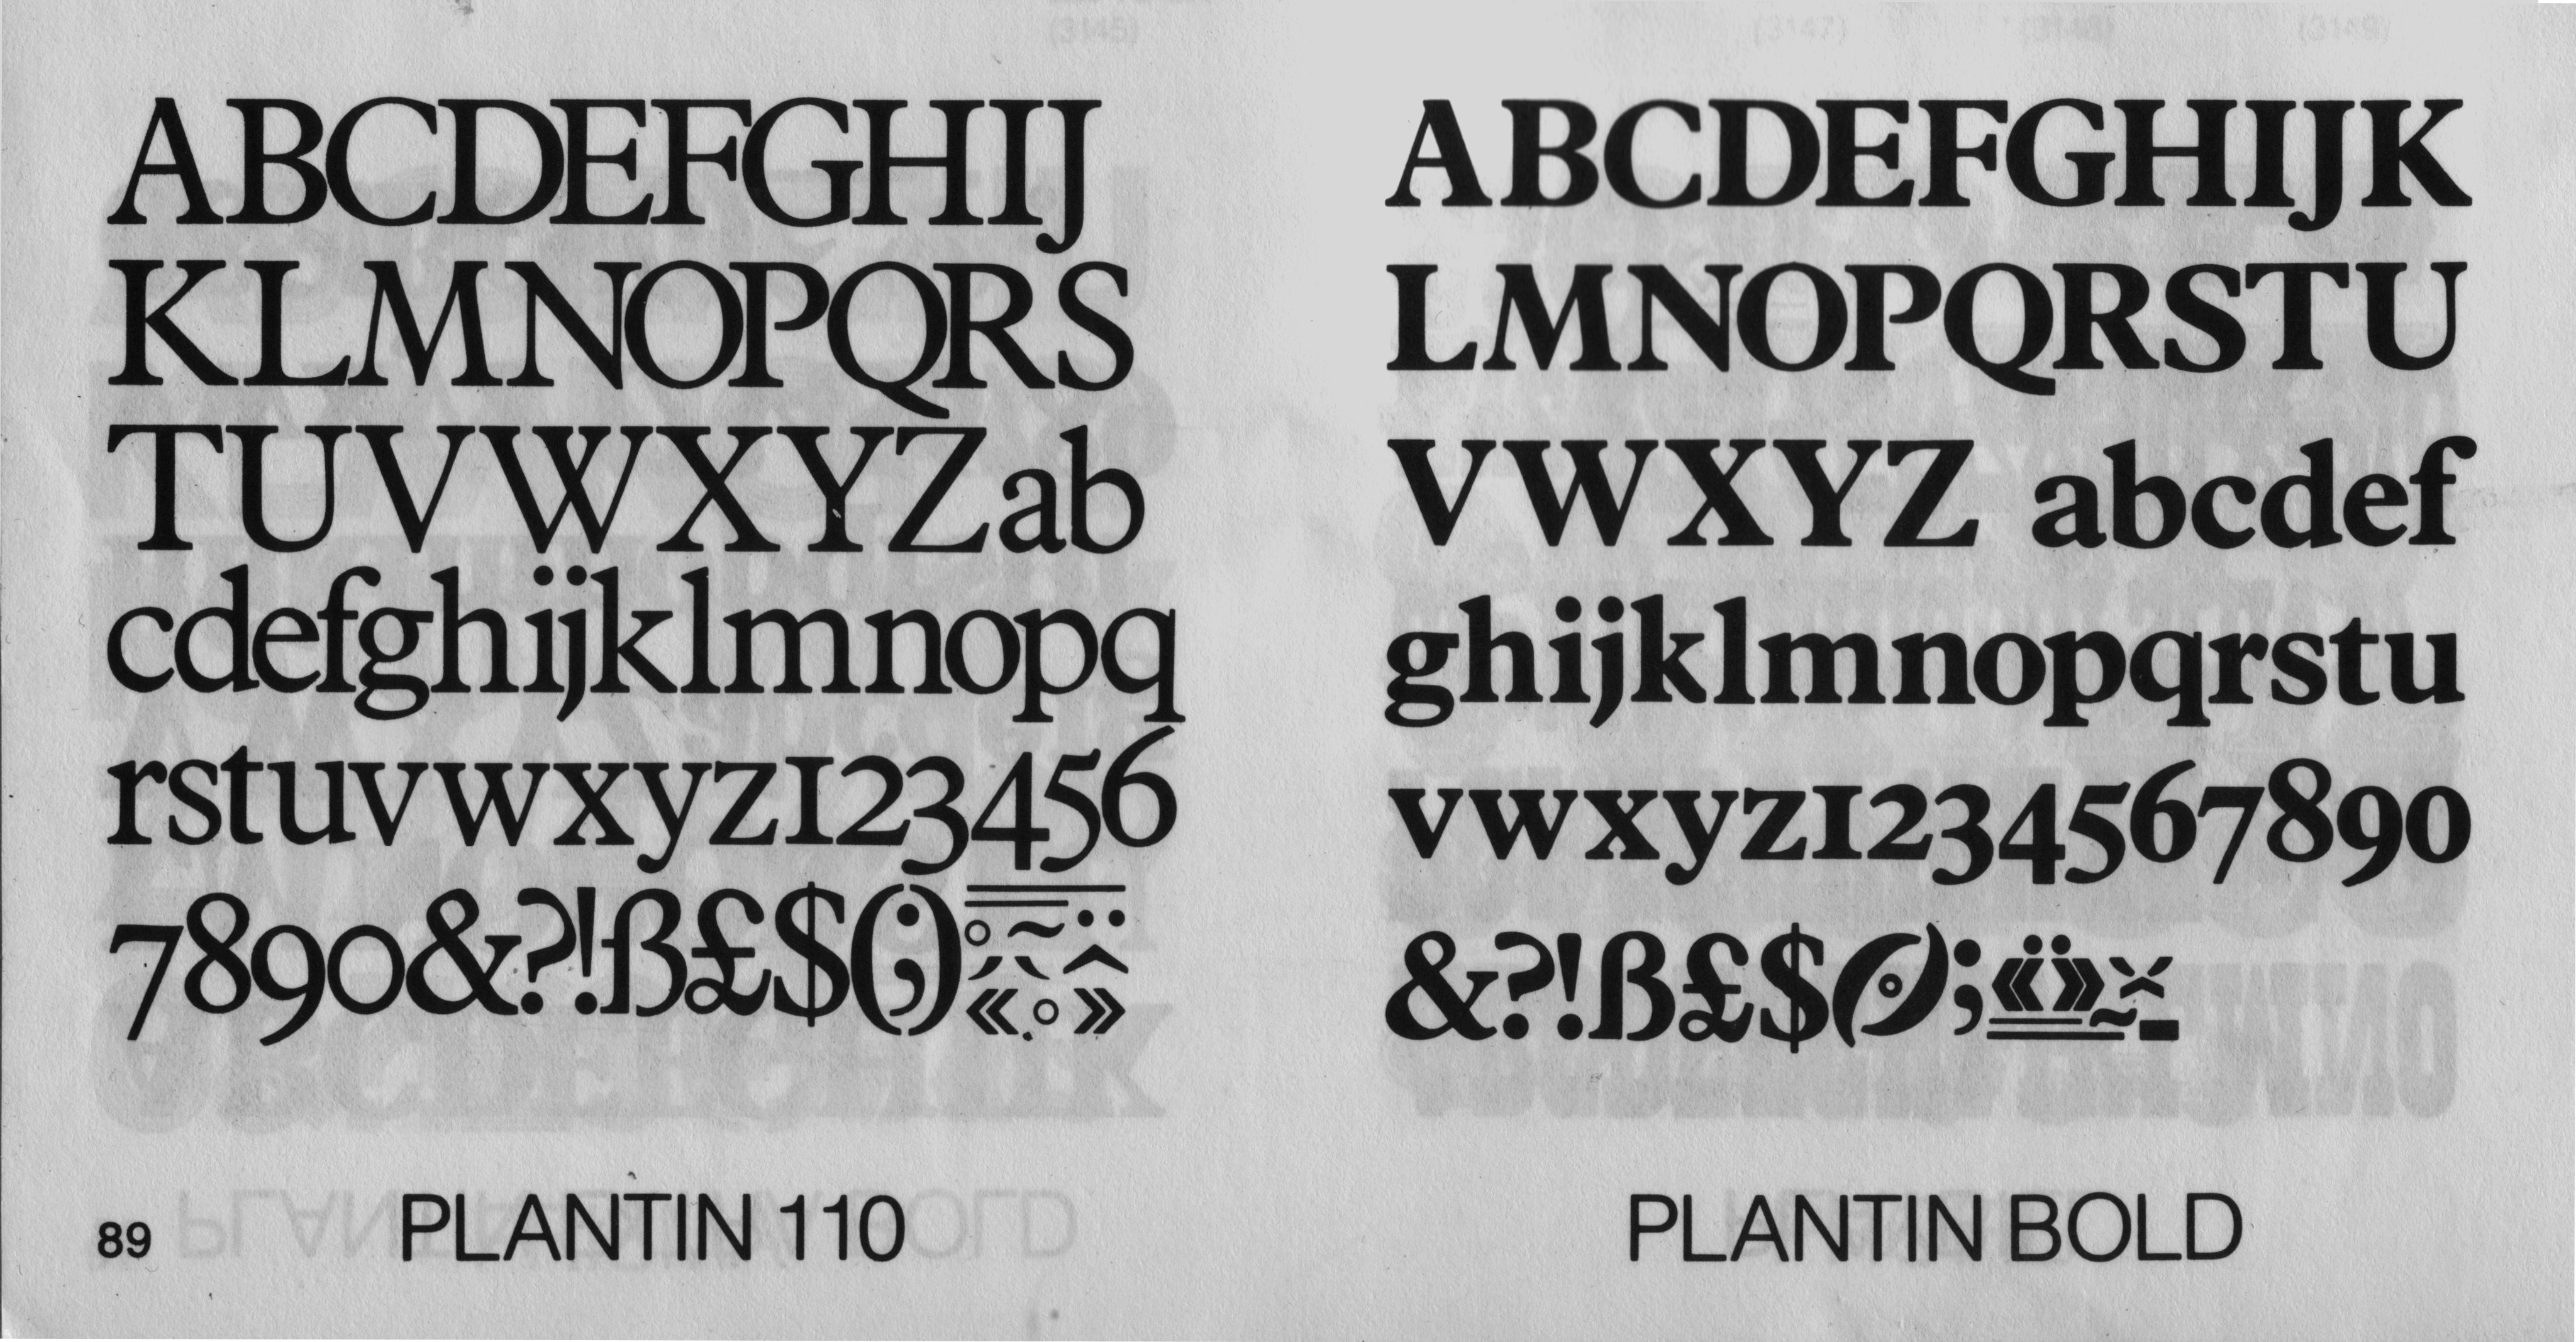 ABCDEFGHIJ
KLMNOPQRS
TUVWXYZab
cdefghijklmnopq
rstuvwxyz123456
7890&?!ß£$(;)
«.°»
PLANTIN 110
89
ABCDEFGHIJK
LMNOPQRSTU
VWXYZ abcdef
ghijklmnopqrstu
vwxyz1234567890
&?!ß£$();«»
PLANTIN BOLD